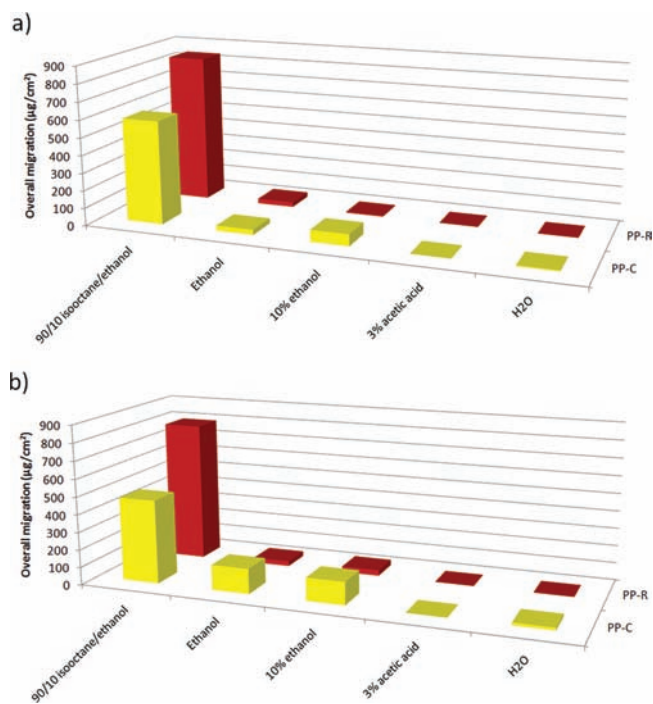 a)
Overall migration (µg/cm²)
900
800
700
600
500
400
300
200
100
0
90/10 isooctane/ethanol
Ethanol
10% ethanol
3% acetic acid
H2O
PP-R
PP-C
b)
Overall migration (µg/cm²)
900
800
700
600
500
400
300
200
100
0
90/10 isooctane/ethanol
Ethanol
10% ethanol
3% acetic acid
H2O
PP-R
PP-C